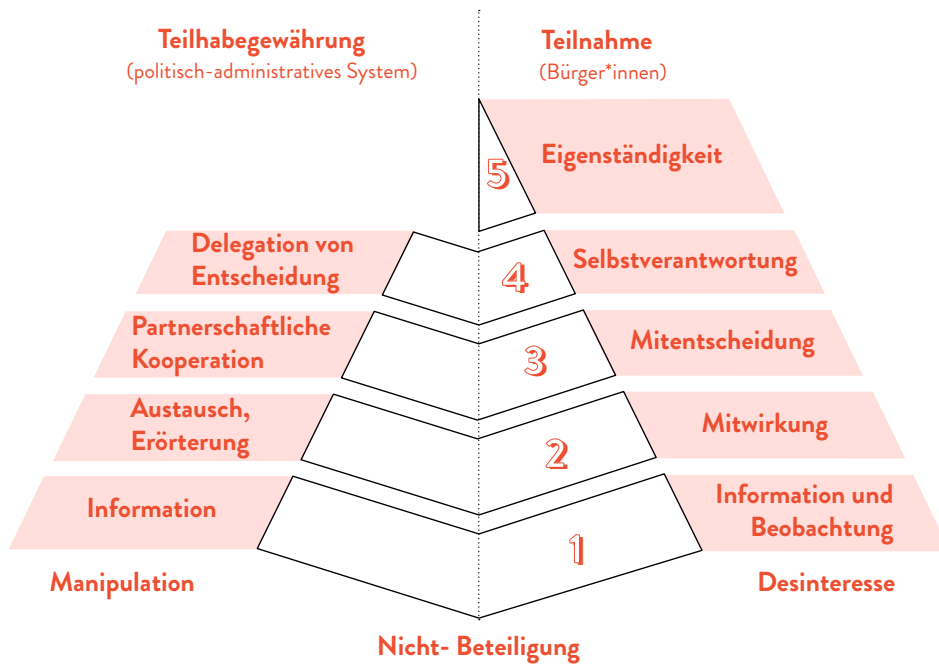 Teilhabegewährung
(politisch-administratives System)
Teilnahme
(Bürger*innen)
5
Eigenständigkeit
Delegation von
Entscheidung
4
Selbstverantwortung
Partnerschaftliche
Kooperation
3
Mitentscheidung
Austausch,
Erörterung
2
Mitwirkung
Information
1
Information und
Beobachtung
Manipulation
Desinteresse
Nicht- Beteiligung